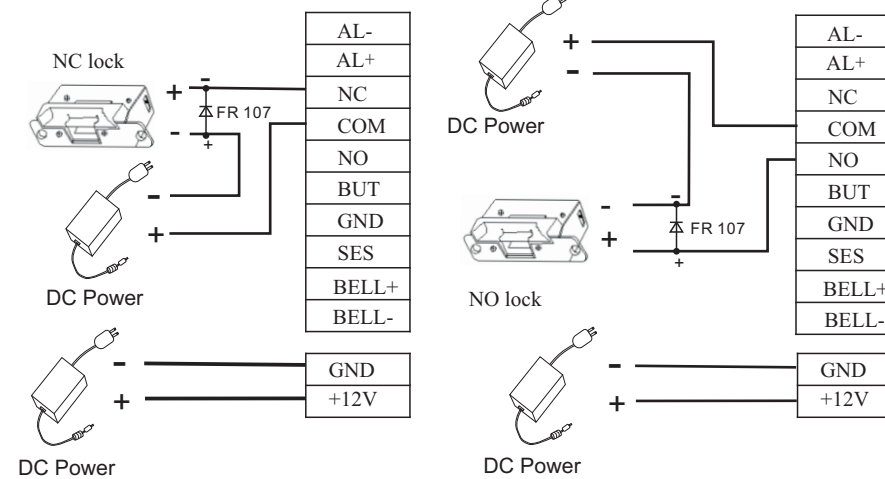 NC lock
+
-
-
+
FR 107
DC Power
-
+
AL-
AL+
NC
COM
NO
BUT
GND
SES
BELL+
BELL-
DC Power
-
+
GND
+12V
DC Power
+
-
NO lock
-
+
-
+
FR 107
AL-
AL+
NC
COM
NO
BUT
GND
SES
BELL+
BELL-
DC Power
-
+
GND
+12V